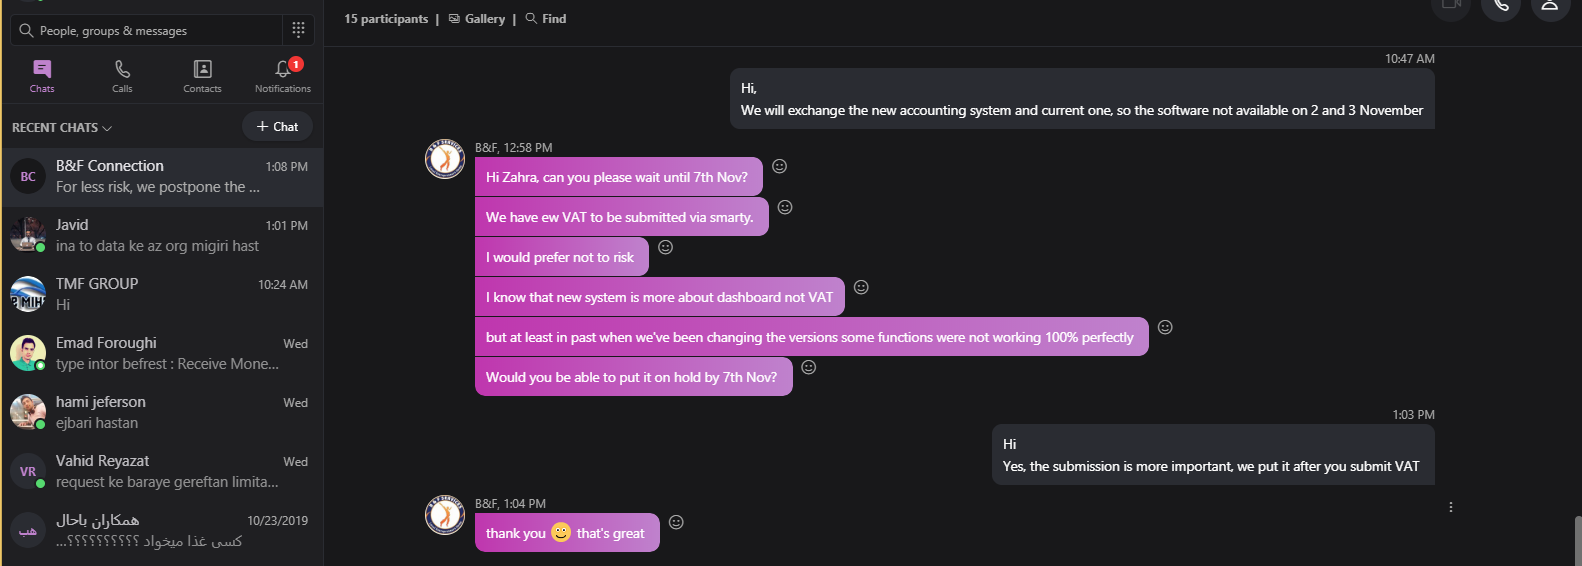 People, groups & messages
Chats
Calls
Contacts
1
Notifications
RECENT CHATS
+ Chat
BC
B&F Connection
1:08 PM
For less risk, we postpone the ...
Javid
1:01 PM
ina to data ke az org migiri hast
TMF GROUP
10:24 AM
Hi
Emad Foroughi
Wed
type intor befrest : Receive Mone...
hami jeferson
Wed
ejbari hastan
VR
Vahid Reyazat
Wed
request ke baraye gereftan limita...
هب
همکاران باحال
10/23/2019
کسی غذا میخواد ؟؟؟؟؟؟؟؟؟؟...
15 participants | Gallery | Find
10:47 AM
Hi,
We will exchange the new accounting system and current one, so the software not available on 2 and 3 November
B&F, 12:58 PM
Hi Zahra, can you please wait until 7th Nov?
We have ew VAT to be submitted via smarty.
I would prefer not to risk
I know that new system is more about dashboard not VAT
but at least in past when we've been changing the versions some functions were not working 100% perfectly
Would you be able to put it on hold by 7th Nov?
1:03 PM
Hi
Yes, the submission is more important, we put it after you submit VAT
B&F, 1:04 PM
thank you 🙂 that's great